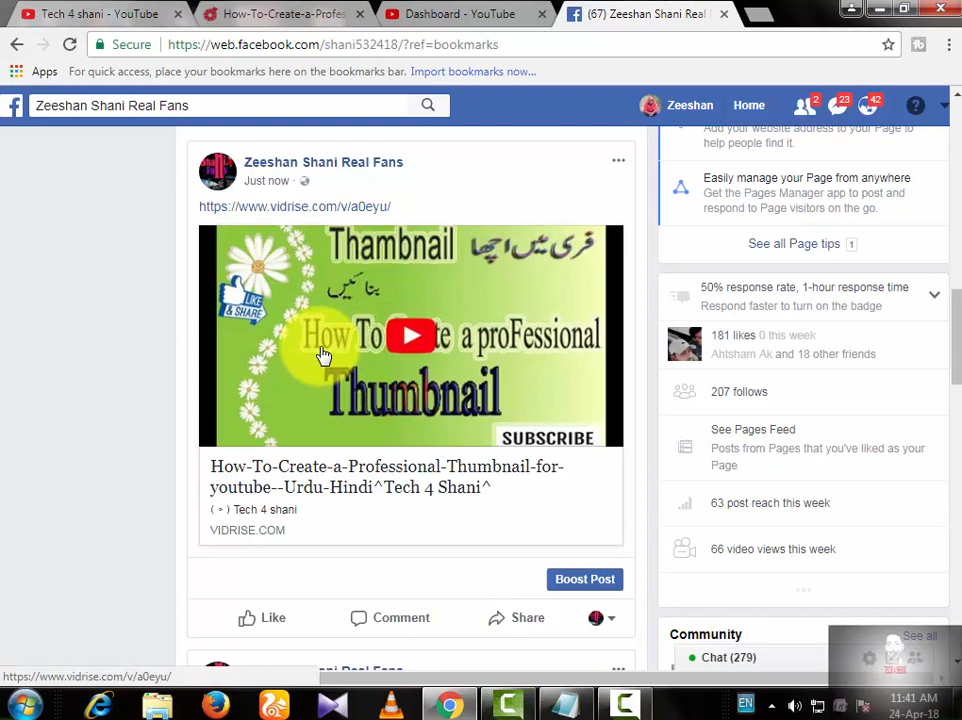 Tech 4 shani - YouTube
How-To-Create-a-Profes
Dashboard - YouTube
(67) Zeeshan Shani Real
Secure
https://web.facebook.com/shani532418/?ref=bookmarks
Apps
For quick access, place your bookmarks here on the bookmarks bar.
Import bookmarks now...
Zeeshan Shani Real Fans
Zeeshan
Home
2
23
42
Add your website address to your Page to
help people find it.
Zeeshan Shani Real Fans
Just now
Easily manage your Page from anywhere
Get the Pages Manager app to post and
respond to Page visitors on the go.
https://www.vidrise.com/v/a0eyu/
See all Page tips 1
Thambnail فری میں اچھا
بنائیں
LIKE
& SHARE
How To Create a proFessional
Thumbnail
SUBSCRIBE
50% response rate, 1-hour response time
Respond faster to turn on the badge
181 likes 0 this week
Ahtsham Ak and 18 other friends
207 follows
See Pages Feed
Posts from Pages that you've liked as your
Page
How-To-Create-a-Professional-Thumbnail-for-
youtube--Urdu-Hindi^Tech 4 Shani^
Tech 4 shani
VIDRISE.COM
63 post reach this week
66 video views this week
Boost Post
Like
Comment
Share
Community
See all
Chat (279)
https://www.vidrise.com/v/a0eyu/
EN
11:41 AM
24-Apr-18